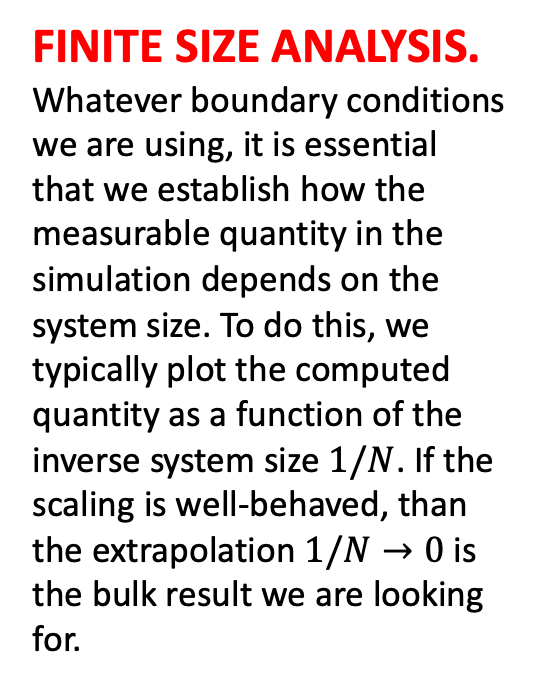 FINITE SIZE ANALYSIS.
Whatever boundary conditions
we are using, it is essential
that we establish how the
measurable quantity in the
simulation depends on the
system size. To do this, we
typically plot the computed
quantity as a function of the
inverse system size 1/N. If the
scaling is well-behaved, than
the extrapolation 1/N → 0 is
the bulk result we are looking
for.